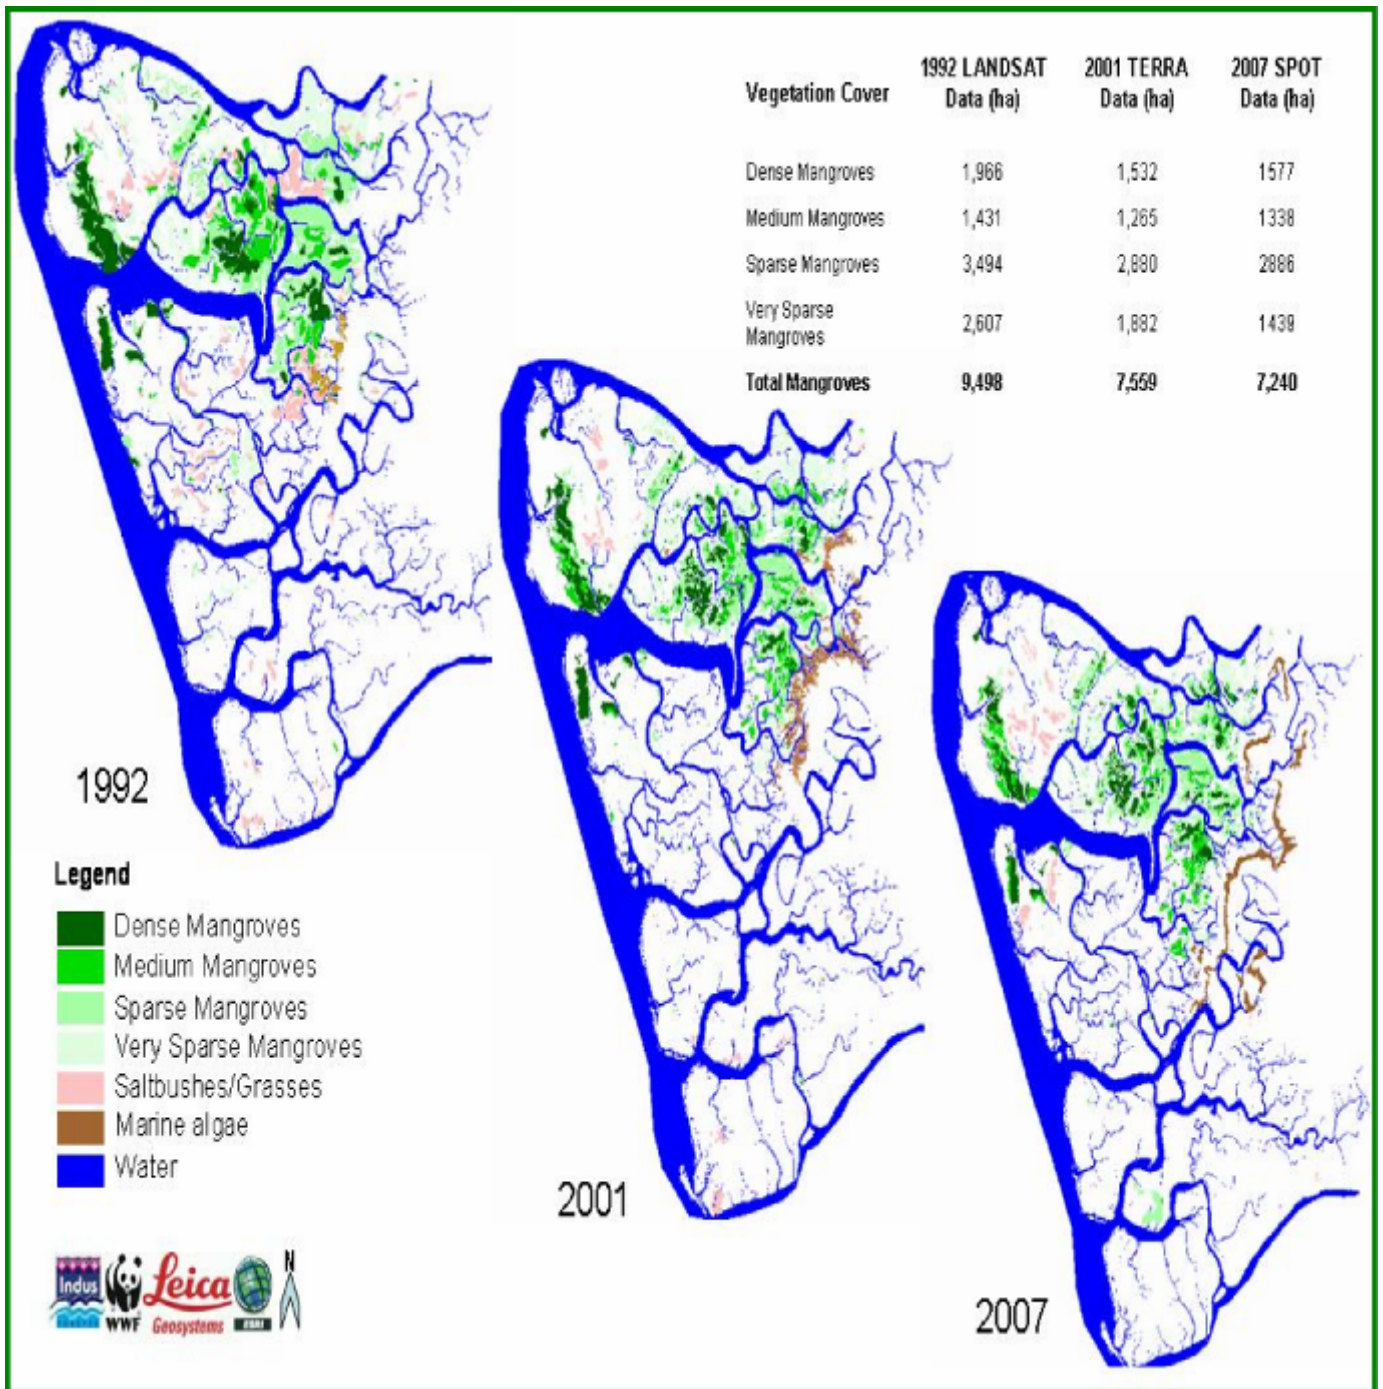 1992 LANDSAT 2001 TERRA 2007 SPOT
Vegetation Cover Data (ha) Data (ha) Data (ha)
Dense Mangroves 1,966 1,532 1577
Medium Mangroves 1,431 1,265 1338
Sparse Mangroves 3,494 2,880 2886
Very Sparse
Mangroves 2,607 1,882 1439
Total Mangroves 9,498 7,559 7,240
1992
Legend
Dense Mangroves
Medium Mangroves
Sparse Mangroves
Very Sparse Mangroves
Saltbushes/Grasses
Marine algae
Water
2001
2007
Indus
WWF
Leica
Geosystems
ESRI
N